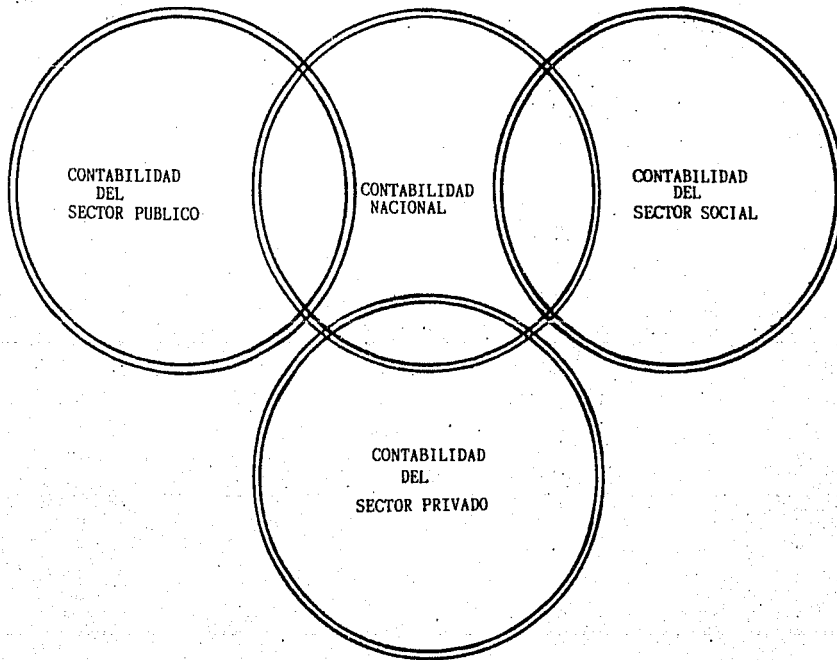 CONTABILIDAD
DEL
SECTOR PUBLICO
CONTABILIDAD
NACIONAL
CONTABILIDAD
DEL
SECTOR SOCIAL
CONTABILIDAD
DEL
SECTOR PRIVADO